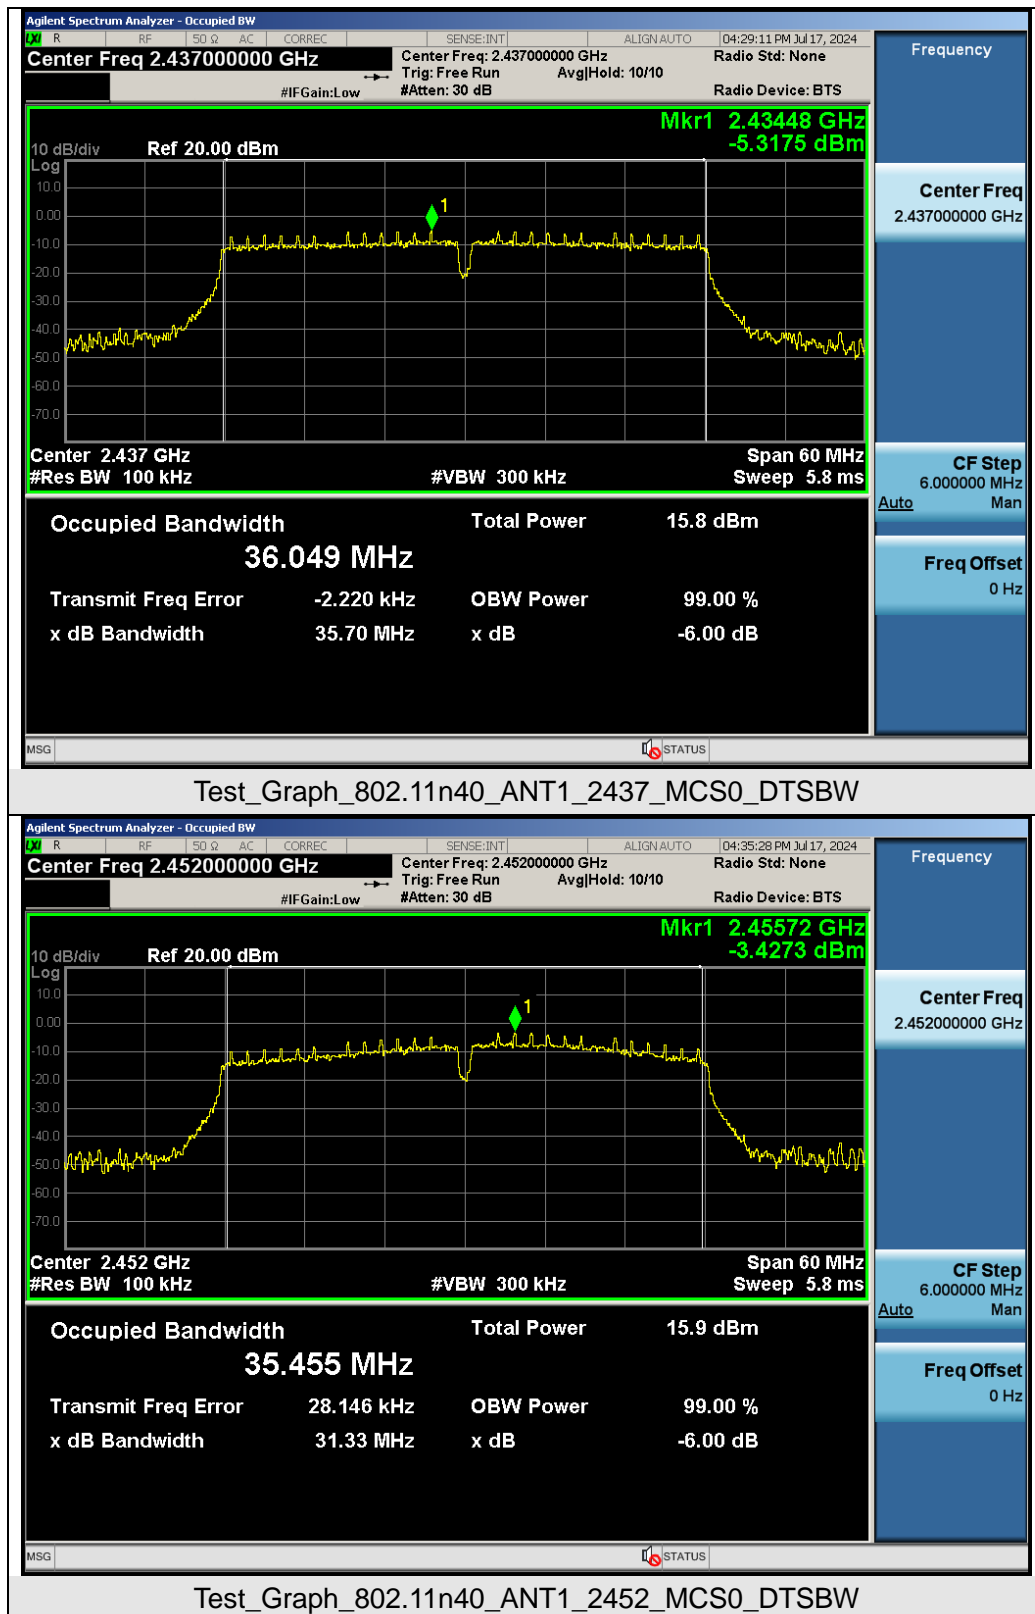 Agilent Spectrum Analyzer - Occupied BW
LXI R RF 50 Ω AC CORREC SENSE:INT ALIGN AUTO 04:29:11 PM Jul 17, 2024
Center Freq 2.437000000 GHz Center Freq: 2.437000000 GHz Radio Std: None Frequency
Trig: Free Run Avg|Hold: 10/10
#IFGain:Low #Atten: 30 dB Radio Device: BTS
Mkr1 2.43448 GHz
10 dB/div Ref 20.00 dBm -5.3175 dBm
Log
10.0
0.00
-10.0
-20.0
-30.0
-40.0
-50.0
-60.0
-70.0
1
Center Freq
2.437000000 GHz
Center 2.437 GHz Span 60 MHz
#Res BW 100 kHz #VBW 300 kHz Sweep 5.8 ms
CF Step
6.000000 MHz
Auto Man
Occupied Bandwidth Total Power 15.8 dBm
36.049 MHz
Freq Offset
0 Hz
Transmit Freq Error -2.220 kHz OBW Power 99.00 %
x dB Bandwidth 35.70 MHz x dB -6.00 dB
MSG STATUS
Test_Graph_802.11n40_ANT1_2437_MCS0_DTSBW
Agilent Spectrum Analyzer - Occupied BW
LXI R RF 50 Ω AC CORREC SENSE:INT ALIGN AUTO 04:35:28 PM Jul 17, 2024
Center Freq 2.452000000 GHz Center Freq: 2.452000000 GHz Radio Std: None Frequency
Trig: Free Run Avg|Hold: 10/10
#IFGain:Low #Atten: 30 dB Radio Device: BTS
Mkr1 2.45572 GHz
10 dB/div Ref 20.00 dBm -3.4273 dBm
Log
10.0
0.00
-10.0
-20.0
-30.0
-40.0
-50.0
-60.0
-70.0
1
Center Freq
2.452000000 GHz
Center 2.452 GHz Span 60 MHz
#Res BW 100 kHz #VBW 300 kHz Sweep 5.8 ms
CF Step
6.000000 MHz
Auto Man
Occupied Bandwidth Total Power 15.9 dBm
35.455 MHz
Freq Offset
0 Hz
Transmit Freq Error 28.146 kHz OBW Power 99.00 %
x dB Bandwidth 31.33 MHz x dB -6.00 dB
MSG STATUS
Test_Graph_802.11n40_ANT1_2452_MCS0_DTSBW